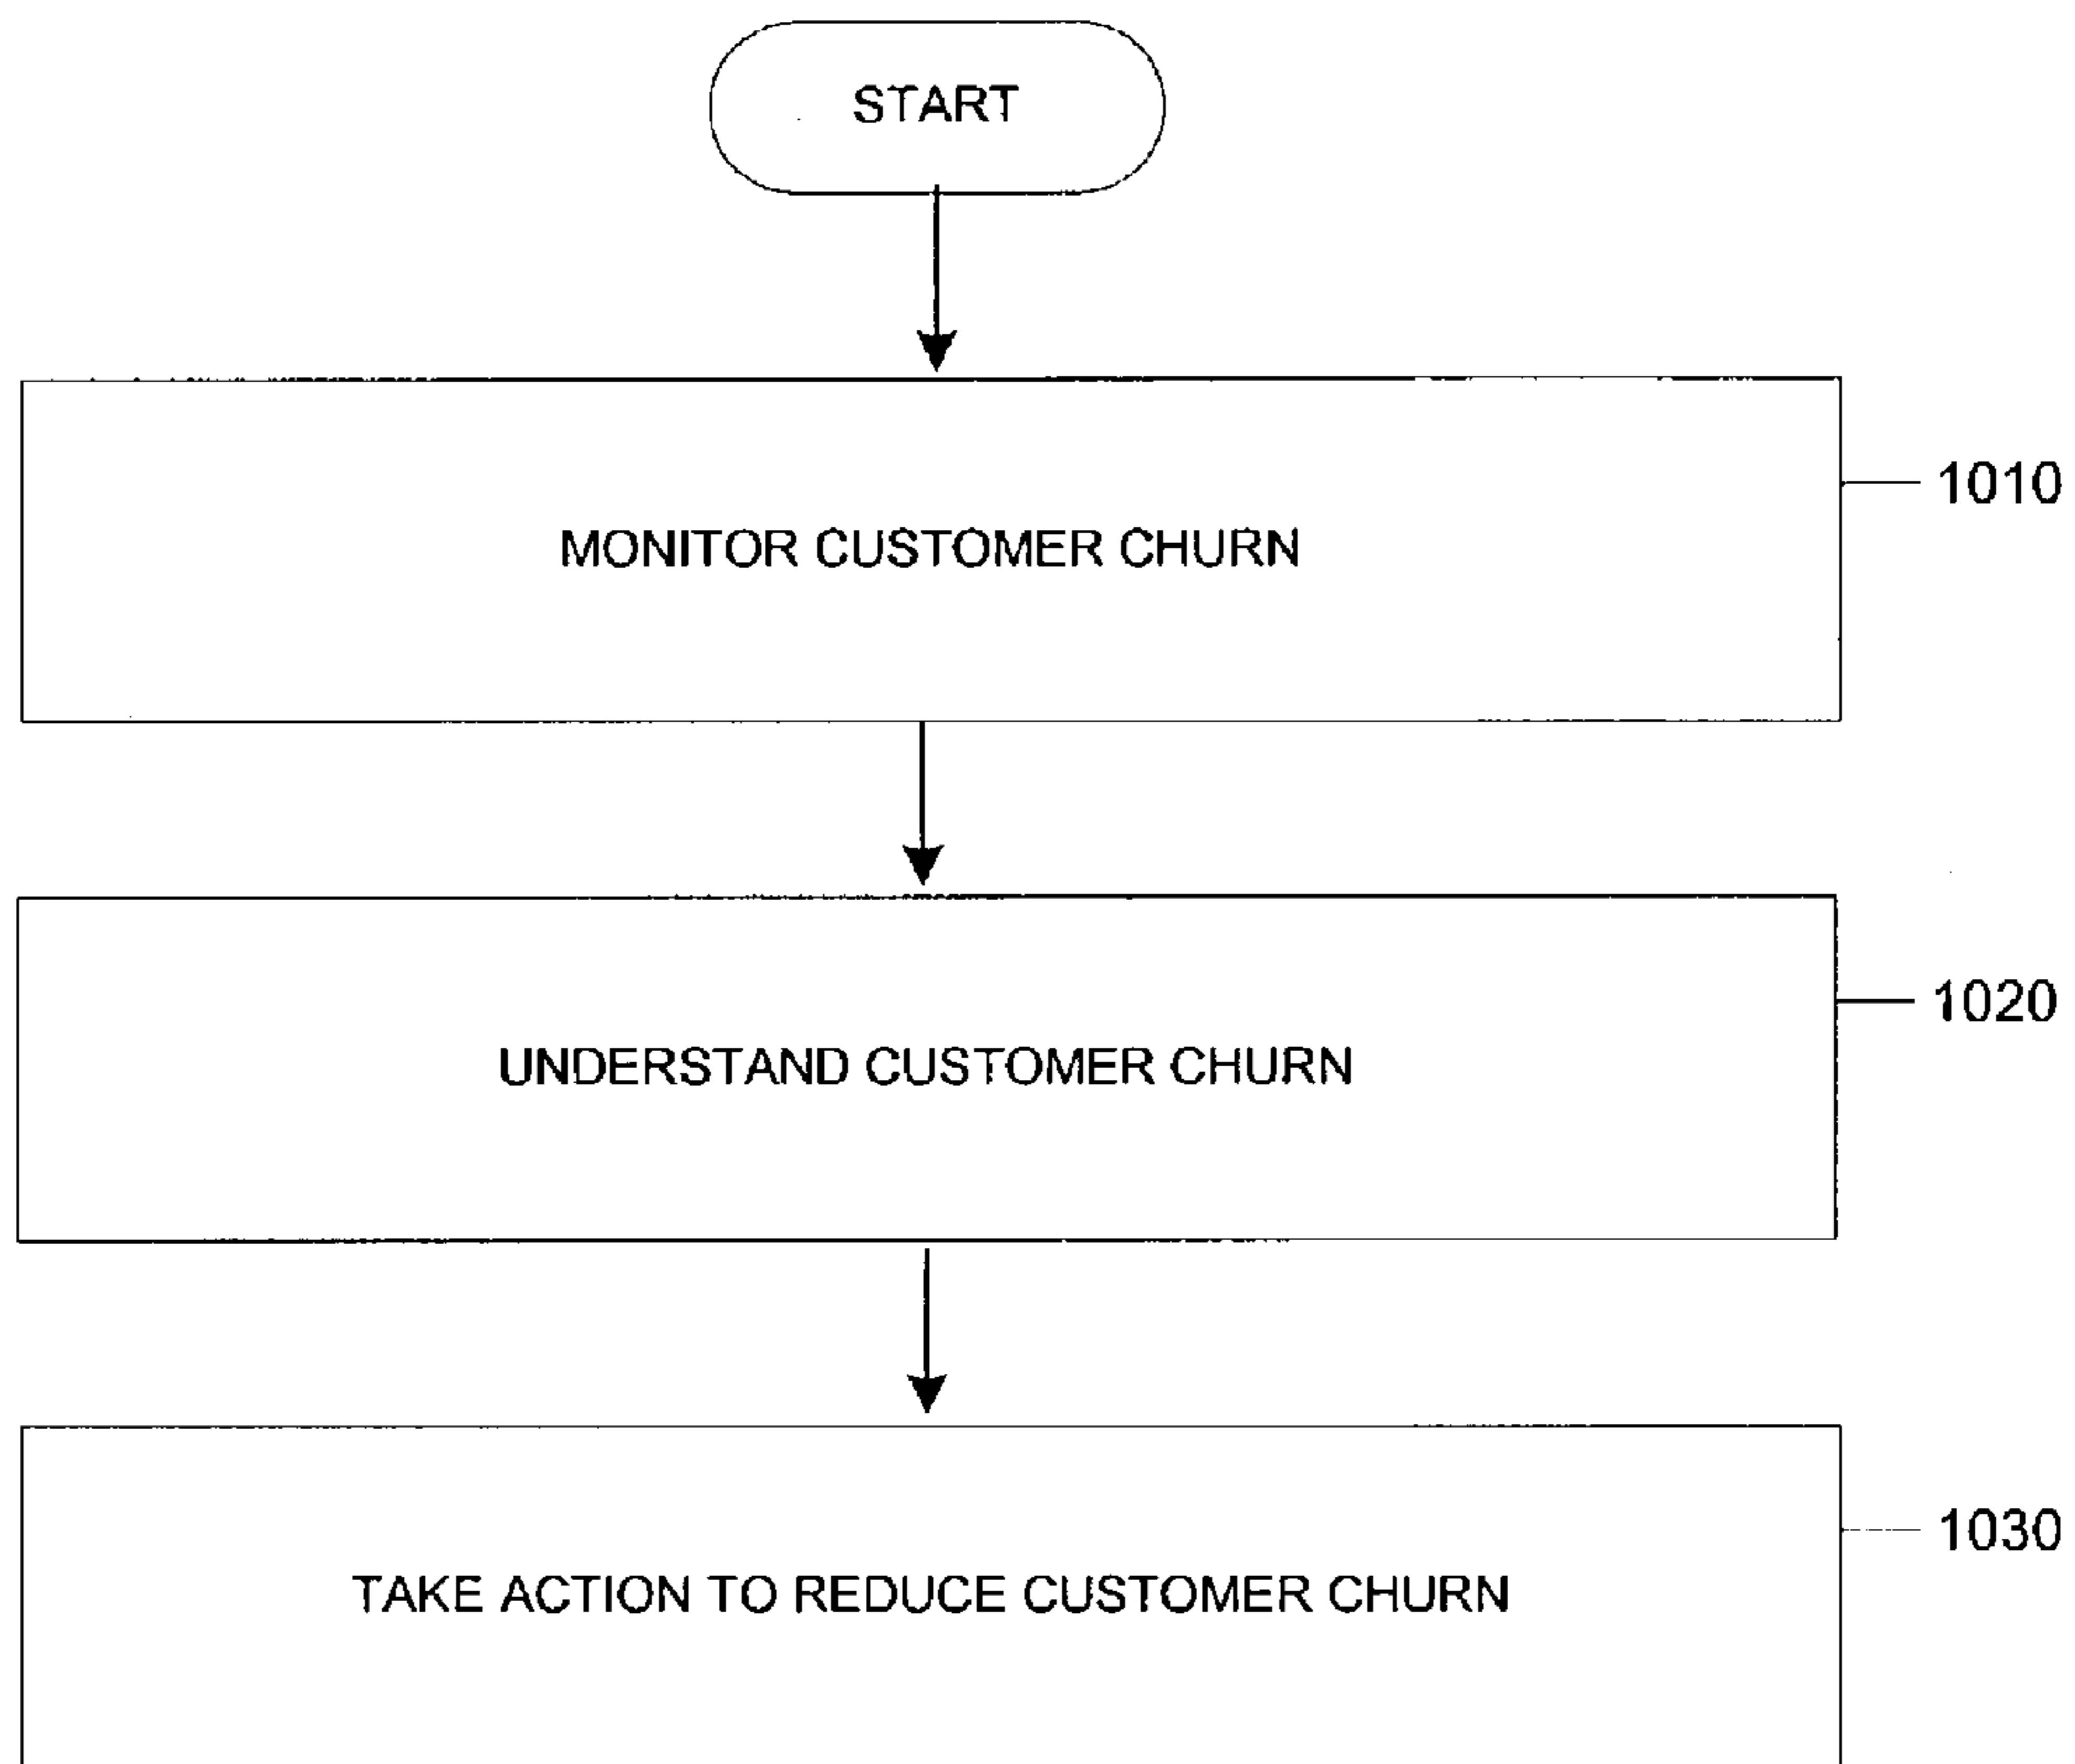 START
MONITOR CUSTOMER CHURN
1010
UNDERSTAND CUSTOMER CHURN
1020
TAKE ACTION TO REDUCE CUSTOMER CHURN
1030